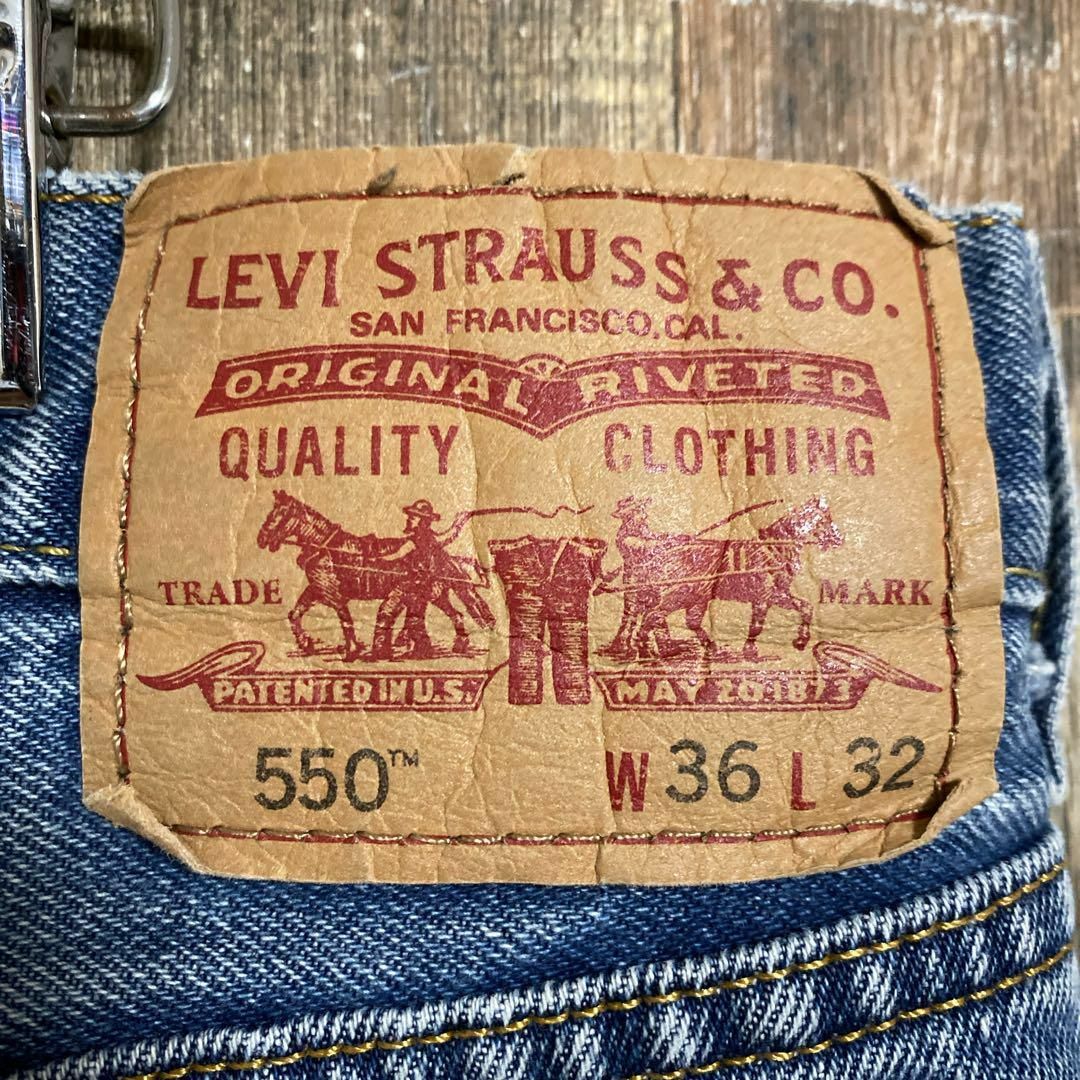 LEVI STRAUSS & CO.
SAN FRANCISCO, CAL.
ORIGINAL RIVETED
QUALITY CLOTHING
TRADE MARK
PATENTED IN U.S. MAY 20 1873
550™ W 36 L 32